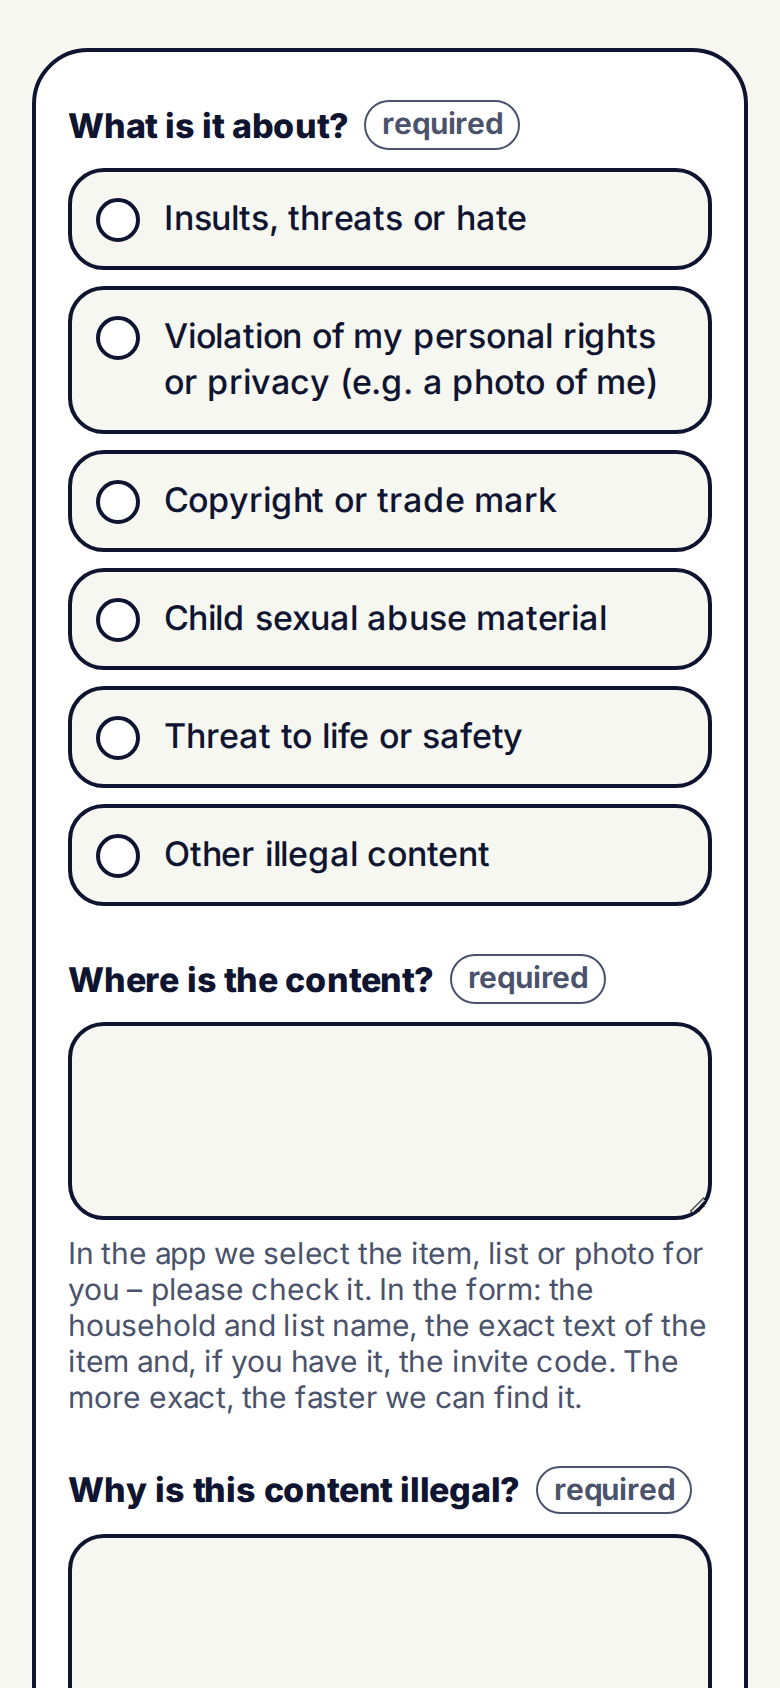 What is it about? required
Insults, threats or hate
Violation of my personal rights
or privacy (e.g. a photo of me)
Copyright or trade mark
Child sexual abuse material
Threat to life or safety
Other illegal content
Where is the content? required
In the app we select the item, list or photo for
you – please check it. In the form: the
household and list name, the exact text of the
item and, if you have it, the invite code. The
more exact, the faster we can find it.
Why is this content illegal? required